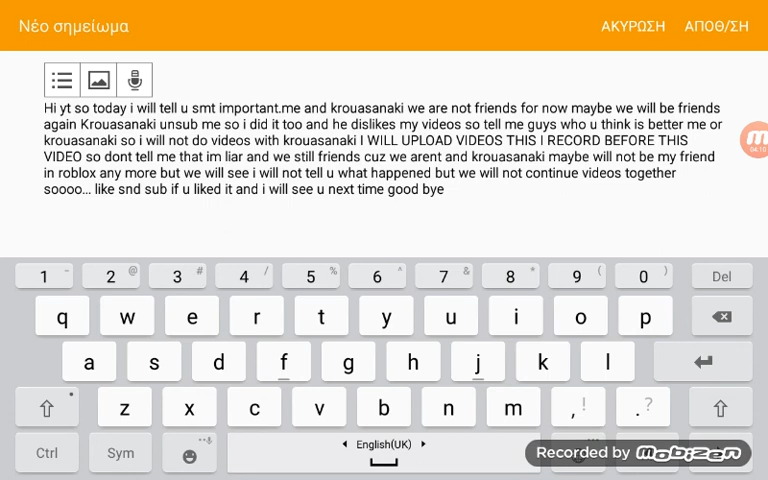 Νέο σημείωμα
ΑΚΥΡΩΣΗ ΑΠΟΘ/ΣΗ
Hi yt so today i will tell u smt important.me and krouasanaki we are not friends for now maybe we will be friends
again Krouasanaki unsub me so i did it too and he dislikes my videos so tell me guys who u think is better me or
krouasanaki so i will not do videos with krouasanaki I WILL UPLOAD VIDEOS THIS I RECORD BEFORE THIS
VIDEO so dont tell me that im liar and we still friends cuz we arent and krouasanaki maybe will not be my friend
in roblox any more but we will see i will not tell u what happened but we will not continue videos together
soooo... like snd sub if u liked it and i will see u next time good bye
04:10
1 - 2 @ 3 # 4 / 5 % 6 ^ 7 & 8 * 9 ( 0 ) Del
q w e r t y u i o p
a s d f g h j k l
z x c v b n m , ! . ?
Ctrl Sym English(UK)
Recorded by mobizen